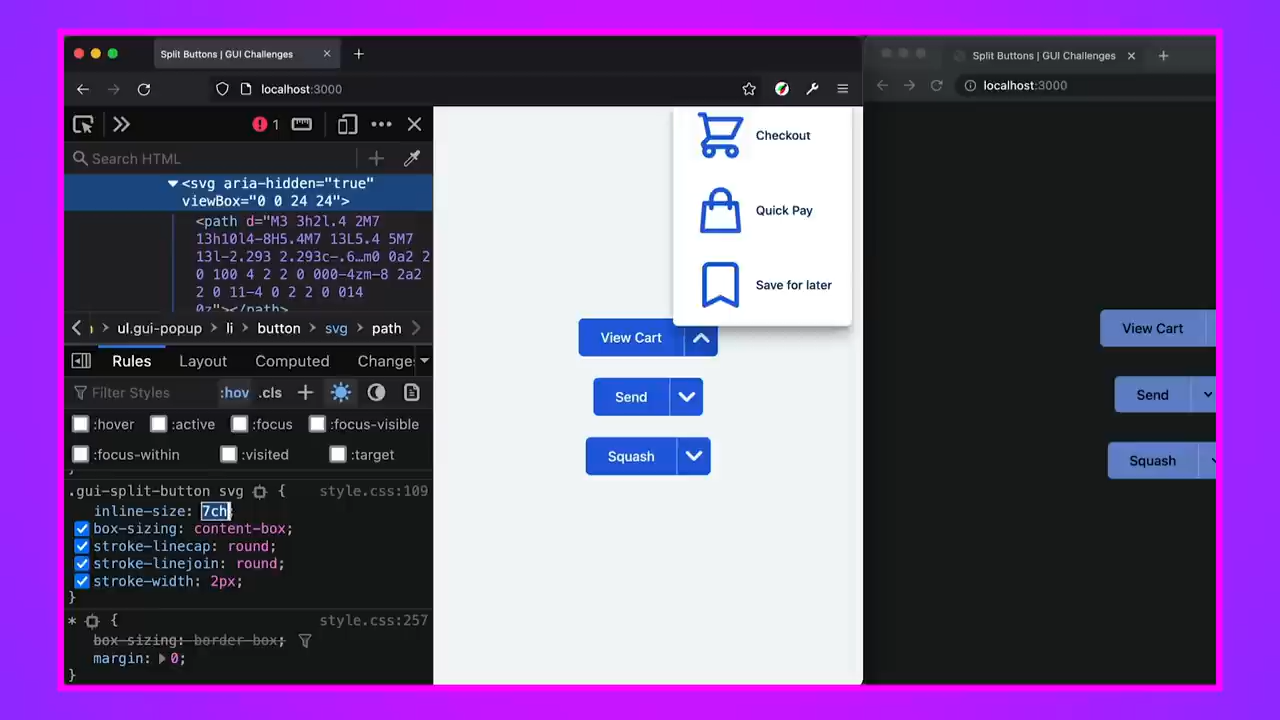 Split Buttons | GUI Challenges
localhost:3000
1
Search HTML
<svg aria-hidden="true"
viewBox="0 0 24 24">
<path d="M3 3h2l.4 2M7
13h10l4-8H5.4M7 13L5.4 5M7
13l-2.293 2.293c-.6…m0 0a2 2
0 100 4 2 2 0 000-4zm-8 2a2
2 0 11-4 0 2 2 0 014
0z"></path>
ul.gui-popup li button svg path
Rules Layout Computed Change
Filter Styles :hov .cls
:hover :active :focus :focus-visible
:focus-within :visited :target
}
.gui-split-button svg { style.css:109
inline-size: 7ch;
box-sizing: content-box;
stroke-linecap: round;
stroke-linejoin: round;
stroke-width: 2px;
}
* { style.css:257
box-sizing: border-box;
margin: 0;
}
Checkout
Quick Pay
Save for later
View Cart
Send
Squash
Split Buttons | GUI Challenges
localhost:3000
View Cart
Send
Squash